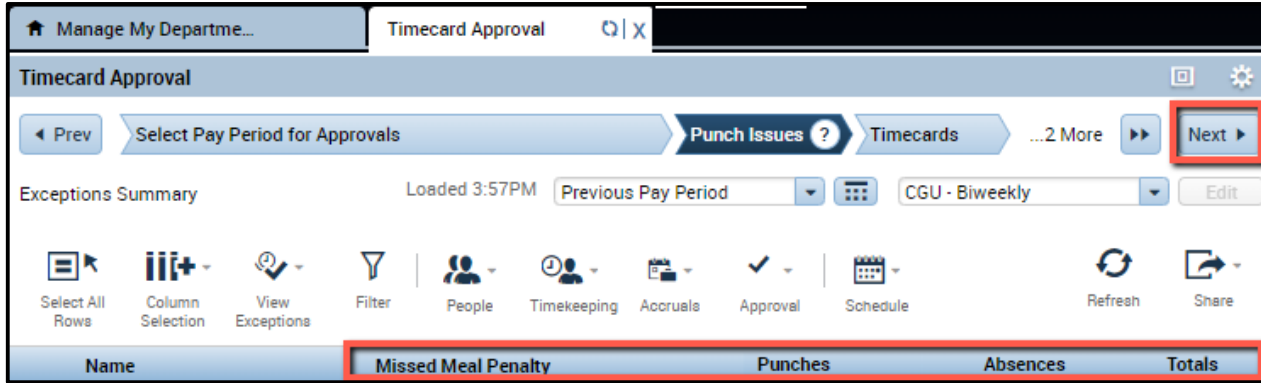 Manage My Departme...
Timecard Approval
X
Timecard Approval
Prev
Select Pay Period for Approvals
Punch Issues ?
Timecards
...2 More
Next
Exceptions Summary
Loaded 3:57PM
Previous Pay Period
CGU - Biweekly
Edit
Select All
Rows
Column
Selection
View
Exceptions
Filter
People
Timekeeping
Accruals
Approval
Schedule
Refresh
Share
Name
Missed Meal Penalty
Punches
Absences
Totals